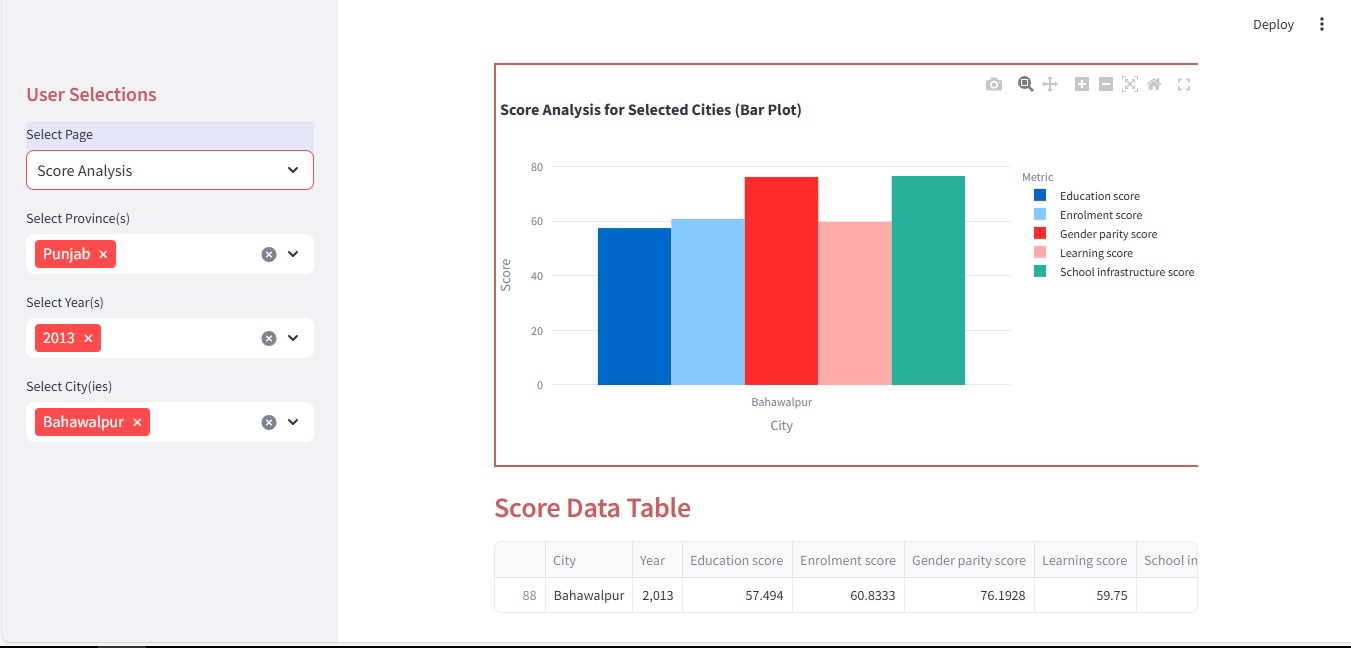 Deploy
User Selections
Select Page
Score Analysis
Select Province(s)
Punjab
Select Year(s)
2013
Select City(ies)
Bahawalpur
Score Analysis for Selected Cities (Bar Plot)
80
60
40
20
0
Score
Bahawalpur
City
Metric
Education score
Enrolment score
Gender parity score
Learning score
School infrastructure score
Score Data Table
City Year Education score Enrolment score Gender parity score Learning score School in
88 Bahawalpur 2,013 57.494 60.8333 76.1928 59.75